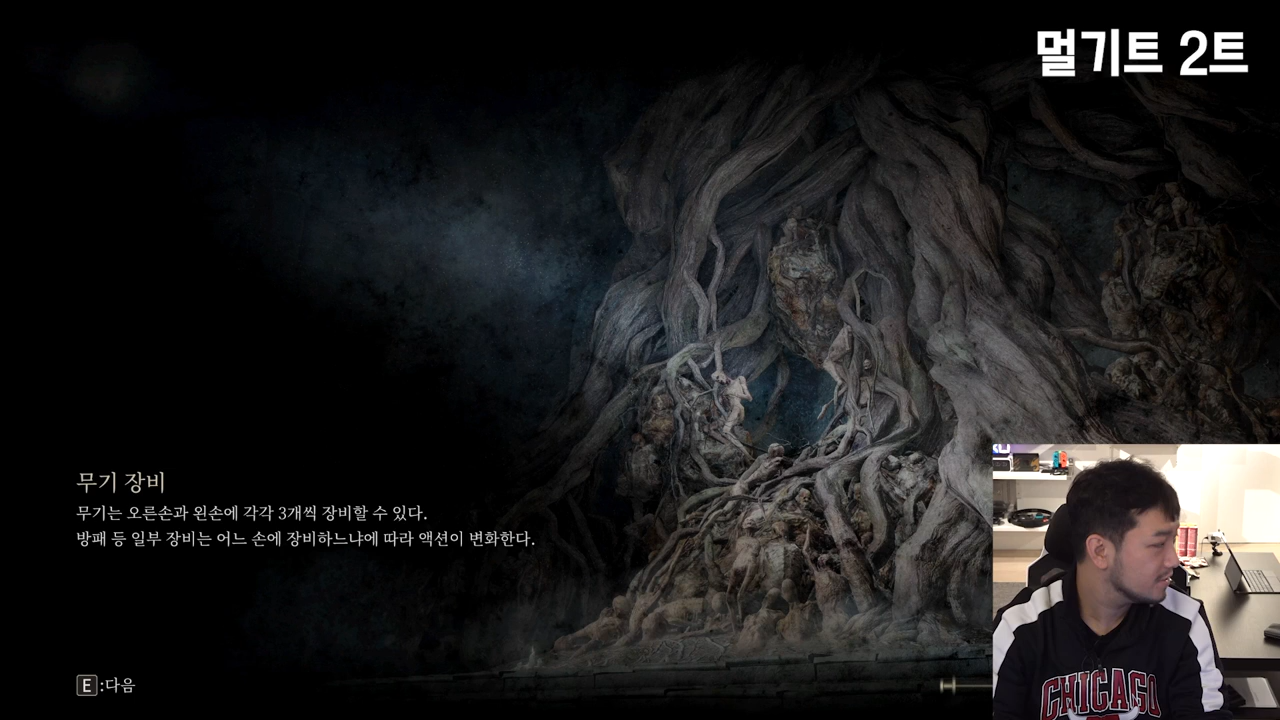 멀기트 2트
무기 장비
무기는 오른손과 왼손에 각각 3개씩 장비할 수 있다.
방패 등 일부 장비는 어느 손에 장비하느냐에 따라 액션이 변화한다.
E:다음
CHICAGO